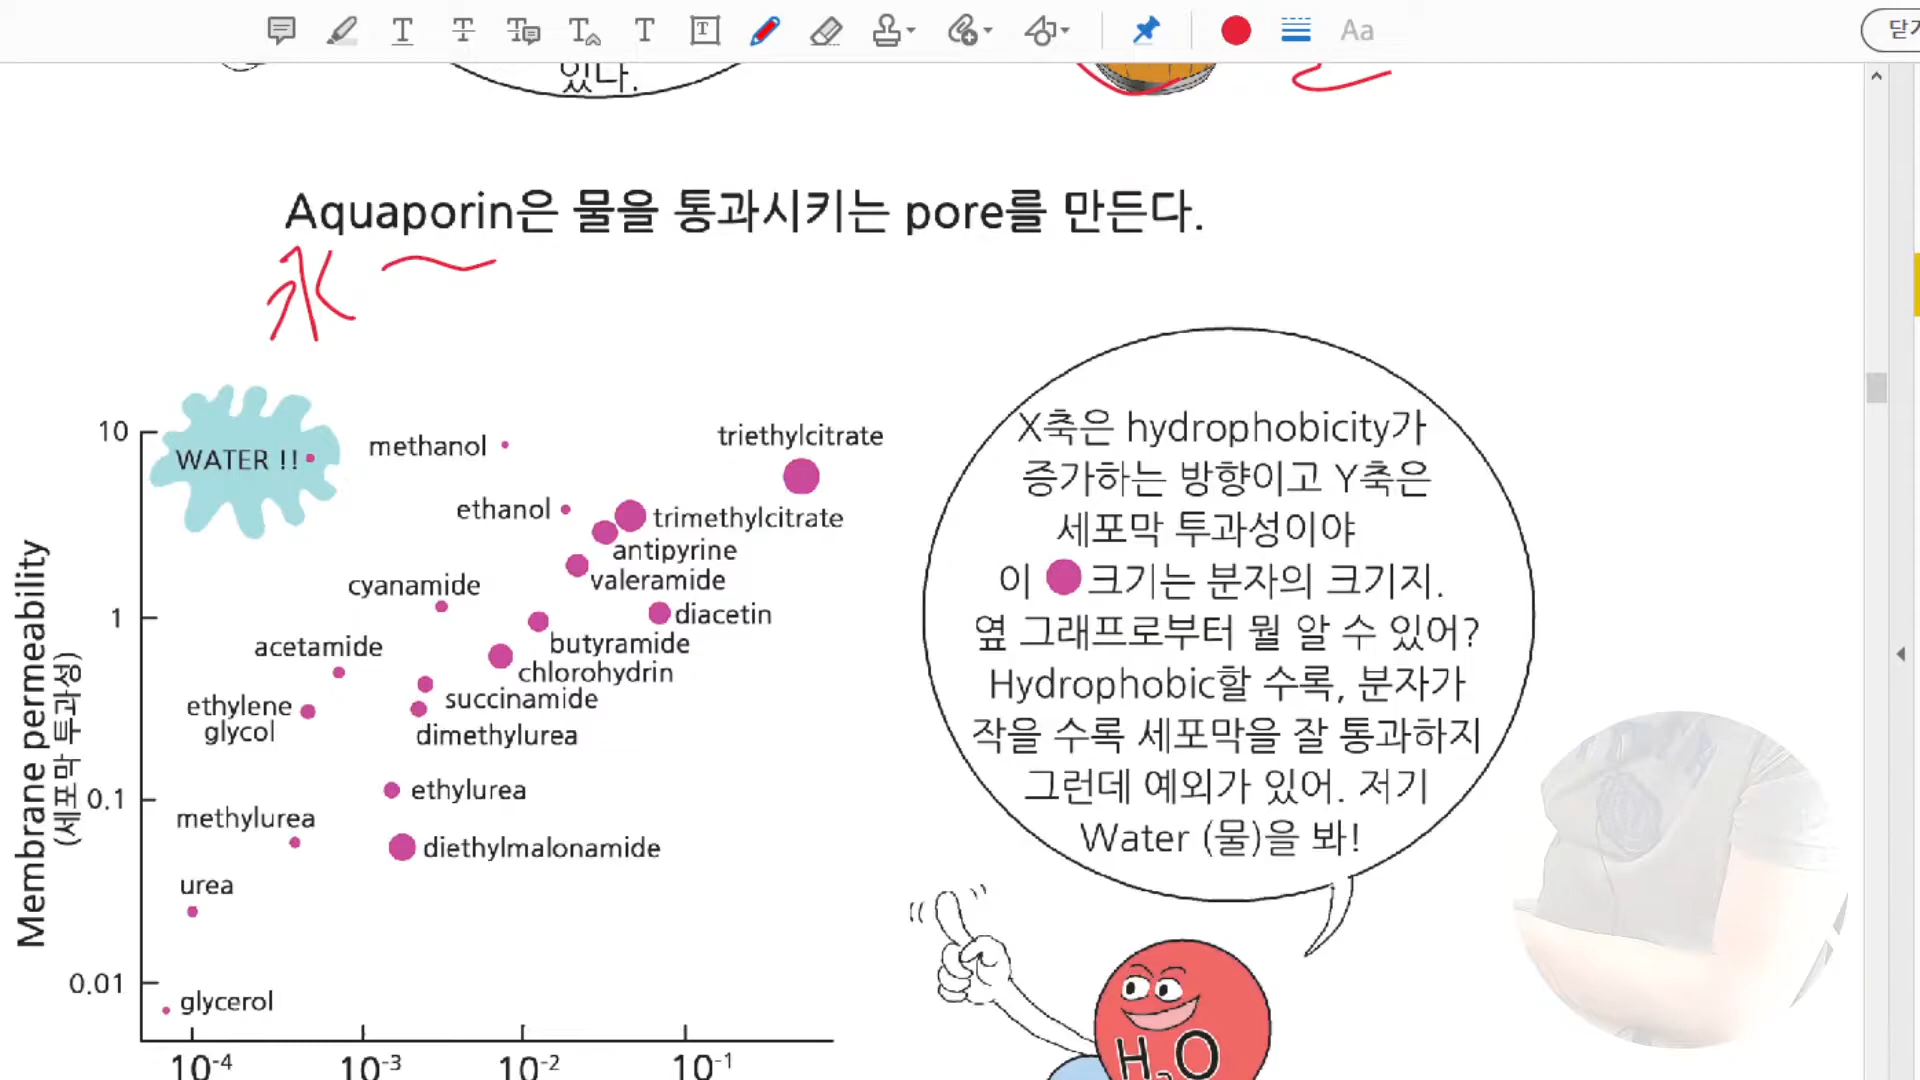 닫기
T T T T T T Aa
있나.
Aquaporin은 물을 통과시키는 pore를 만든다.
水
10
WATER !!
methanol
triethylcitrate
ethanol
trimethylcitrate
antipyrine
cyanamide
valeramide
1
diacetin
acetamide
butyramide
chlorohydrin
ethylene
glycol
succinamide
dimethylurea
0.1
ethylurea
methylurea
diethylmalonamide
urea
0.01
glycerol
10-4 10-3 10-2 10-1
Membrane permeability
(세포막 투과성)
X축은 hydrophobicity가
증가하는 방향이고 Y축은
세포막 투과성이야
이 크기는 분자의 크기지.
옆 그래프로부터 뭘 알 수 있어?
Hydrophobic할 수록, 분자가
작을 수록 세포막을 잘 통과하지
그런데 예외가 있어. 저기
Water (물)을 봐!
H2O